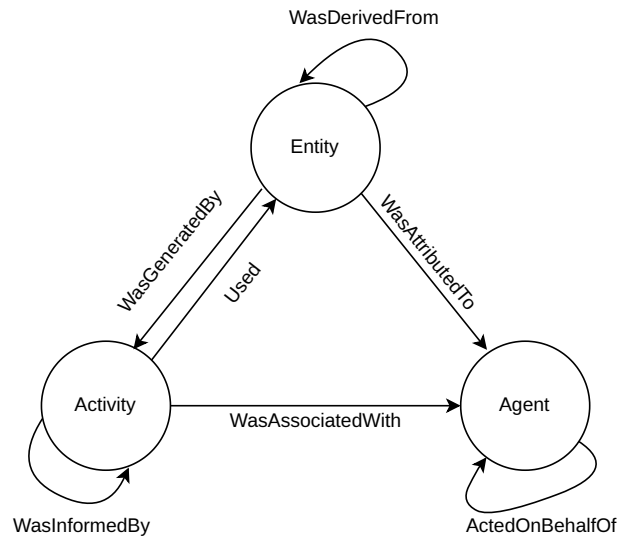 WasDerivedFrom
Entity
WasGeneratedBy
Used
WasAttributedTo
Activity
Agent
WasAssociatedWith
WasInformedBy
ActedOnBehalfOf